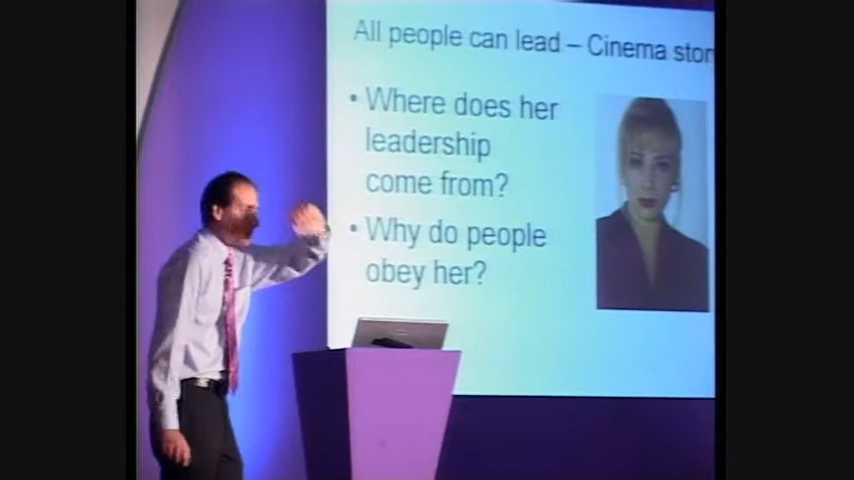 All people can lead – Cinema stor
• Where does her
leadership
come from?
• Why do people
obey her?